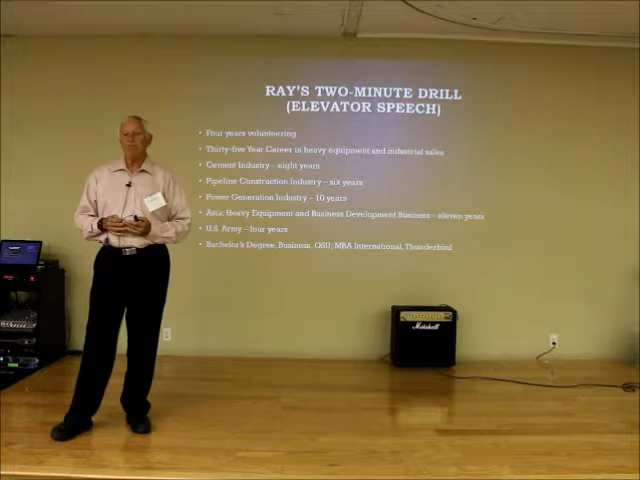 RAY'S TWO-MINUTE DRILL
(ELEVATOR SPEECH)
• Four years volunteering
• Thirty-five Year Career in heavy equipment and industrial sales
• Cement Industry – eight years
• Pipeline Construction Industry – six years
• Power Generation Industry – 10 years
• Asia: Heavy Equipment and Business Development Business – eleven years
• U.S. Army – four years
• Bachelor's Degree, Business, OSU; MBA International, Thunderbird
Marshall